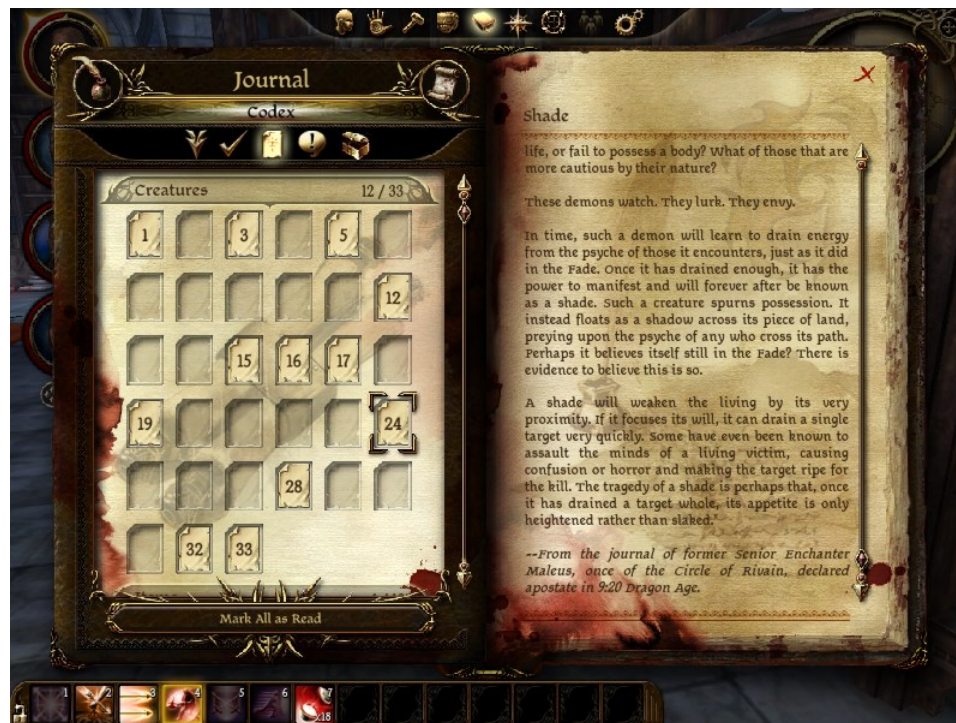 Journal
Codex
Creatures 12 / 33
1 3 5
12
15 16 17
19 24
28
32 33
Mark All as Read
Shade
life, or fail to possess a body? What of those that are
more cautious by their nature?
These demons watch. They lurk. They envy.
In time, such a demon will learn to drain energy
from the psyche of those it encounters, just as it did
in the Fade. Once it has drained enough, it has the
power to manifest and will forever after be known
as a shade. Such a creature spurns possession. It
instead floats as a shadow across its piece of land,
preying upon the psyche of any who cross its path.
Perhaps it believes itself still in the Fade? There is
evidence to believe this is so.
A shade will weaken the living by its very
proximity. If it focuses its will, it can drain a single
target very quickly. Some have even been known to
assault the minds of a living victim, causing
confusion or horror and making the target ripe for
the kill. The tragedy of a shade is perhaps that, once
it has drained a target whole, its appetite is only
heightened rather than slaked.
--From the journal of former Senior Enchanter
Maleus, once of the Circle of Rivain, declared
apostate in 9:20 Dragon Age.
1 2 3 4 5 6 7
x18